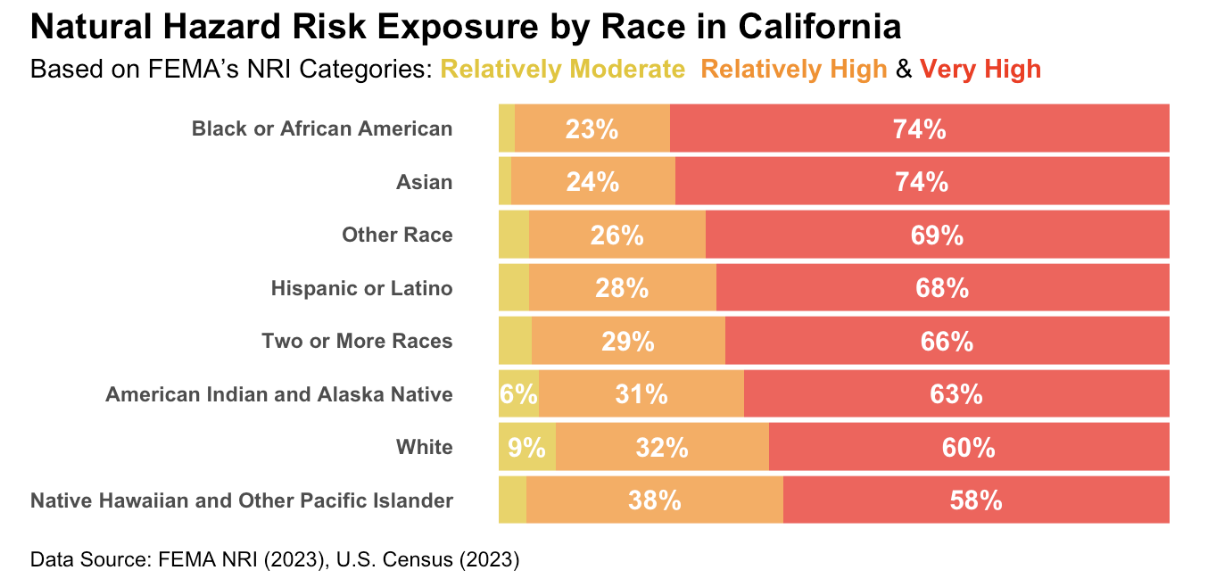 Natural Hazard Risk Exposure by Race in California
Based on FEMA’s NRI Categories: Relatively Moderate Relatively High & Very High
Black or African American 23% 74%
Asian 24% 74%
Other Race 26% 69%
Hispanic or Latino 28% 68%
Two or More Races 29% 66%
American Indian and Alaska Native 6% 31% 63%
White 9% 32% 60%
Native Hawaiian and Other Pacific Islander 38% 58%
Data Source: FEMA NRI (2023), U.S. Census (2023)